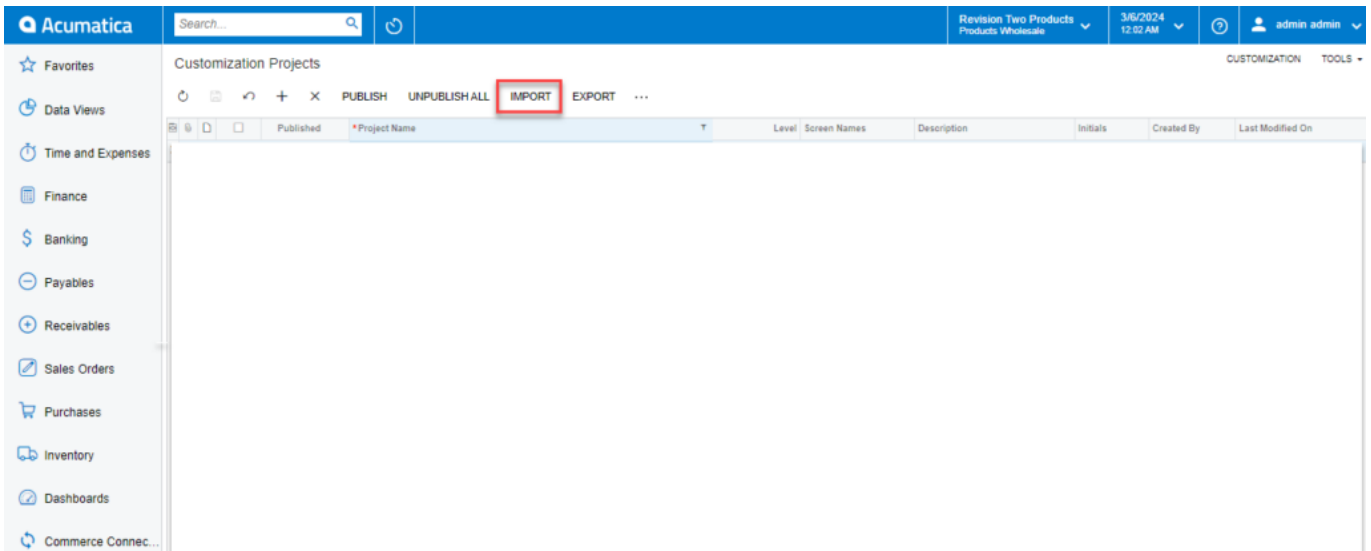 Acumatica
Search...
Revision Two Products
Products Wholesale
3/6/2024
12:02 AM
admin admin
Favorites
Data Views
Time and Expenses
Finance
Banking
Payables
Receivables
Sales Orders
Purchases
Inventory
Dashboards
Commerce Connec...
Customization Projects
CUSTOMIZATION TOOLS
PUBLISH UNPUBLISH ALL IMPORT EXPORT ...
Published *Project Name Level Screen Names Description Initials Created By Last Modified On